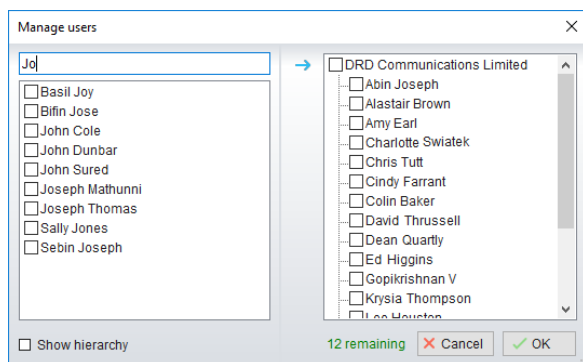 Manage users
Jo
Basil Joy
Bifin Jose
John Cole
John Dunbar
John Sured
Joseph Mathunni
Joseph Thomas
Sally Jones
Sebin Joseph
Show hierarchy
DRD Communications Limited
Abin Joseph
Alastair Brown
Amy Earl
Charlotte Swiatek
Chris Tutt
Cindy Farrant
Colin Baker
David Thrussell
Dean Quartly
Ed Higgins
Gopikrishnan V
Krysia Thompson
Houston
12 remaining
Cancel
OK